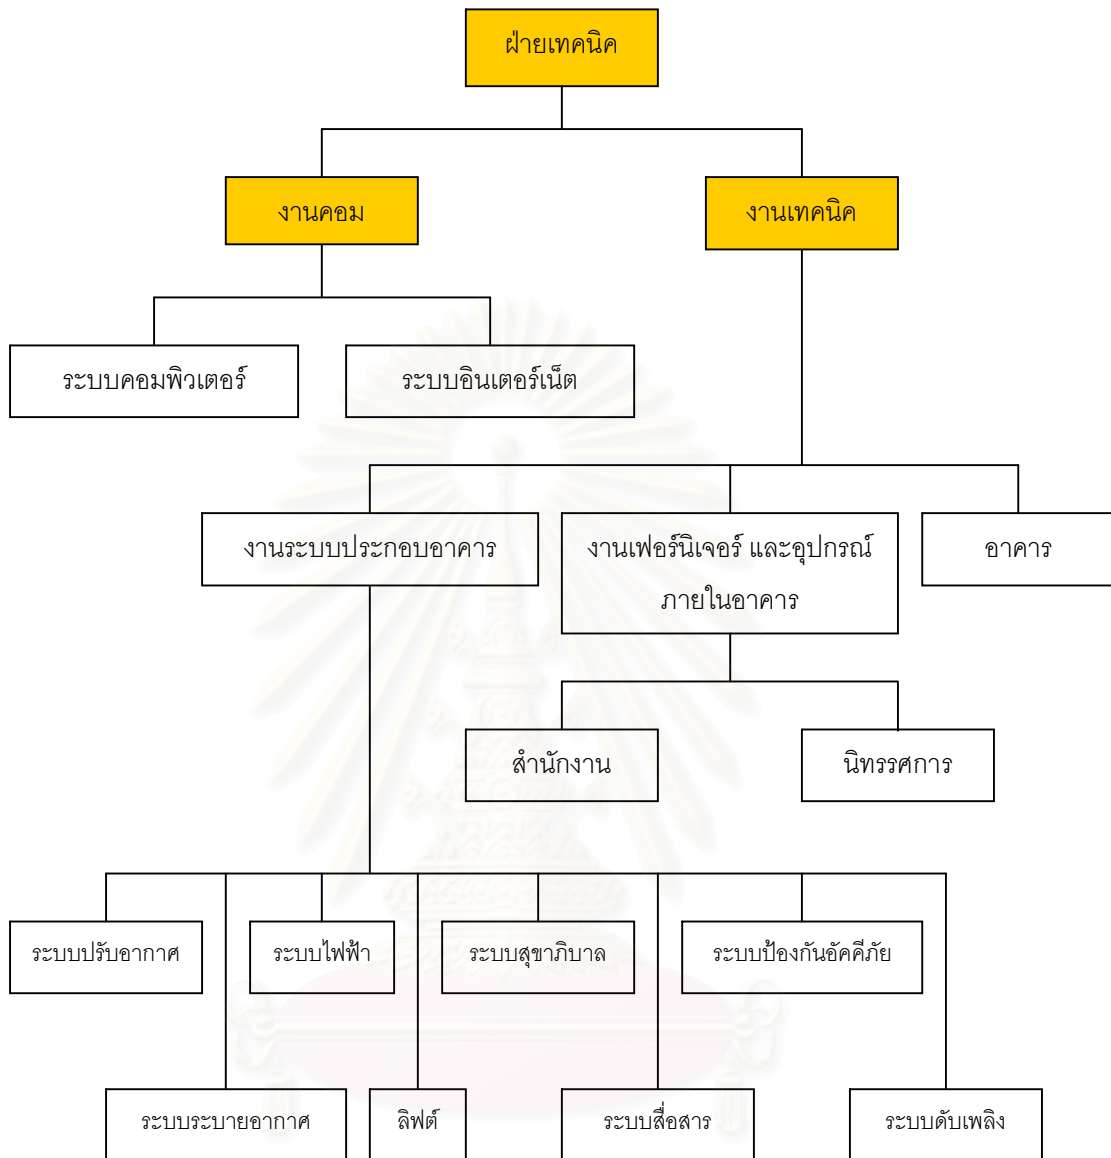 ฝ่ายเทคนิค
งานคอม
งานเทคนิค
ระบบคอมพิวเตอร์
ระบบอินเตอร์เน็ต
งานระบบประกอบอาคาร
งานเฟอร์นิเจอร์ และอุปกรณ์
ภายในอาคาร
อาคาร
สำนักงาน
นิทรรศการ
ระบบปรับอากาศ
ระบบไฟฟ้า
ระบบสุขาภิบาล
ระบบป้องกันอัคคีภัย
ระบบระบายอากาศ
ลิฟต์
ระบบสื่อสาร
ระบบดับเพลิง